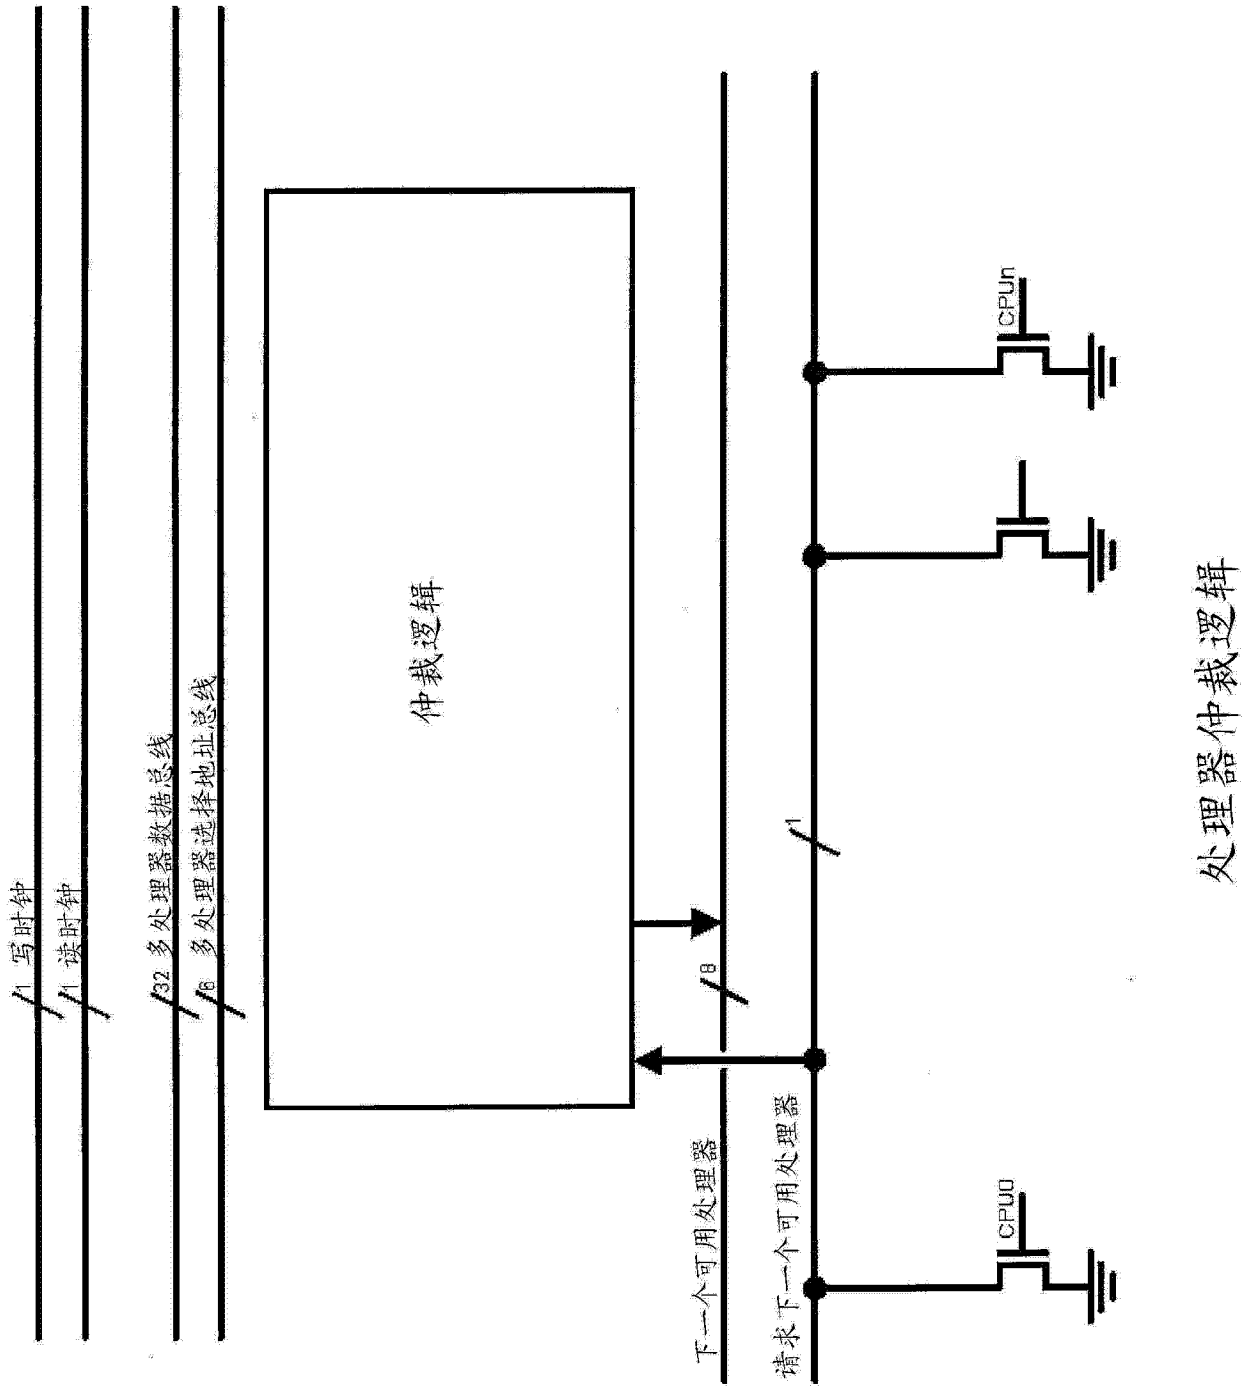 1 写时钟
1 读时钟
32 多处理器数据总线
6 多处理器选择地址总线
仲裁逻辑
8
下一个可用处理器
1
请求下一个可用处理器
CPU0
CPUn
处理器仲裁逻辑